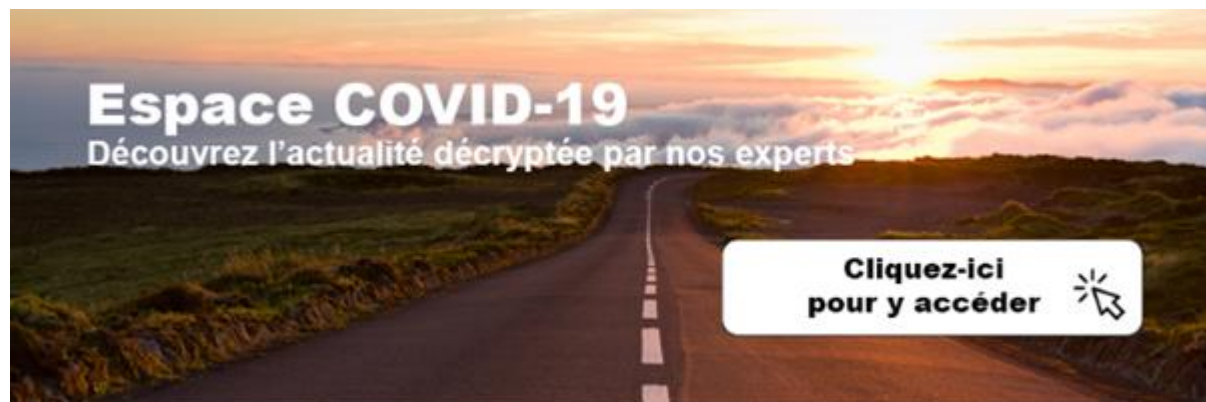 Espace COVID-19
Découvrez l'actualité décryptée par nos experts
Cliquez-ici
pour y accéder